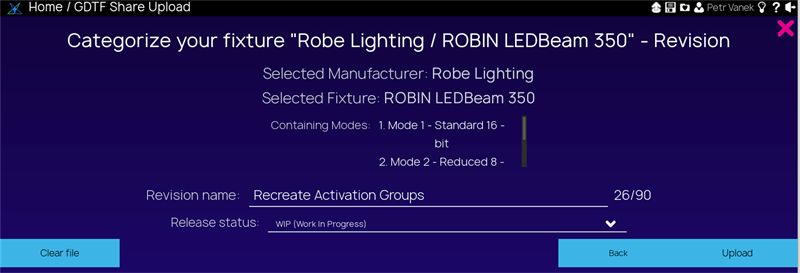 Home / GDTF Share Upload
Petr Vanek
Categorize your fixture "Robe Lighting / ROBIN LEDBeam 350" - Revision
Selected Manufacturer: Robe Lighting
Selected Fixture: ROBIN LEDBeam 350
Containing Modes: 1. Mode 1 - Standard 16 -
bit
2. Mode 2 - Reduced 8 -
Revision name: Recreate Activation Groups 26/90
Release status: WIP (Work In Progress)
Clear file Back Upload